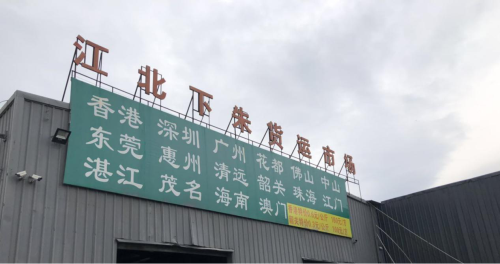 江北下朱货运市场
香港 深圳 广州 花都 佛山 中山
东莞 惠州 清远 韶关 珠海 江门
湛江 茂名 海南 澳门